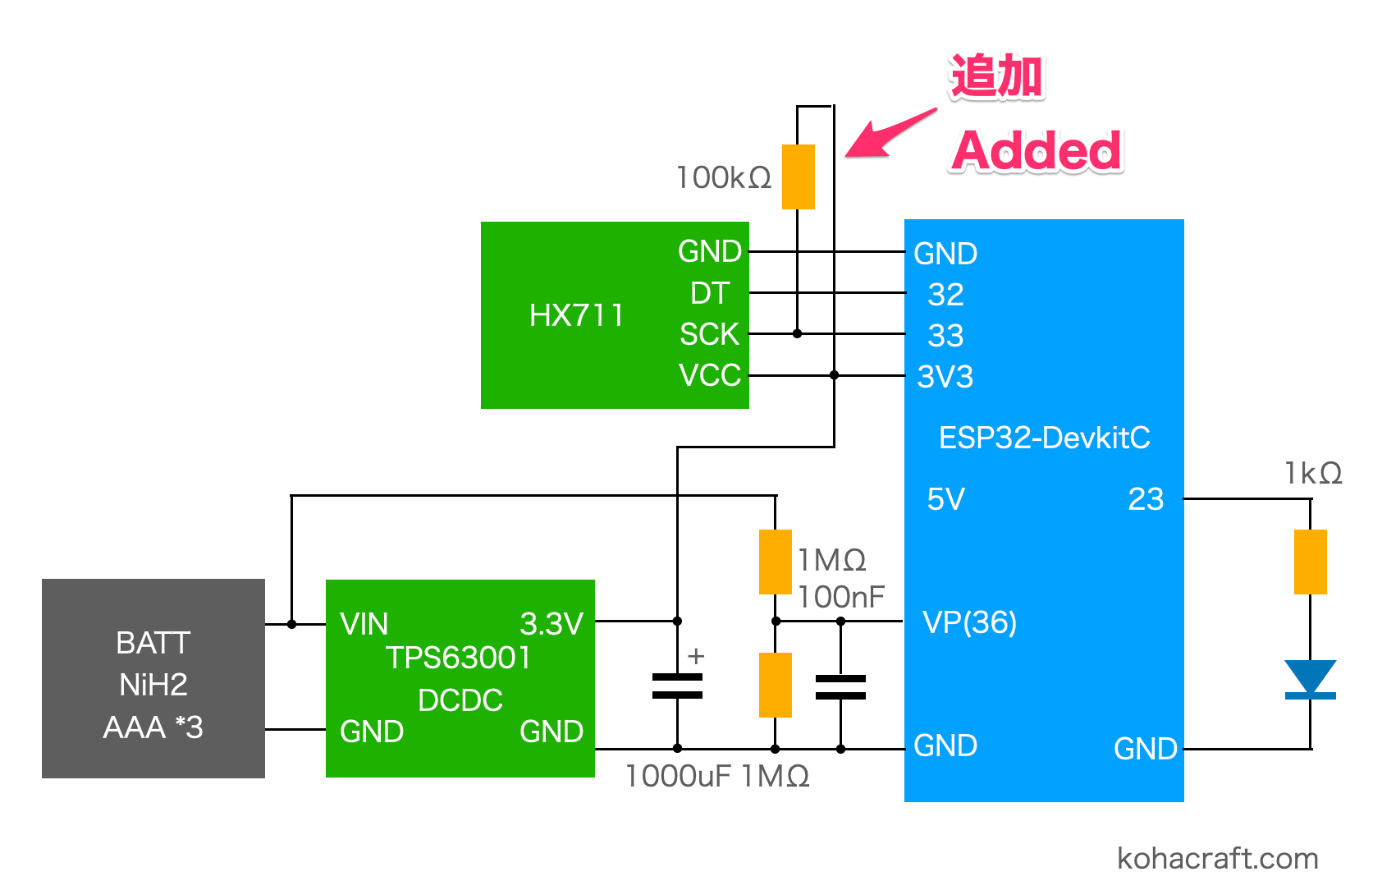 追加
Added
100kΩ
GND
DT
SCK
VCC
HX711
GND
32
33
3V3
ESP32-DevkitC
5V
23
1kΩ
1MΩ
100nF
VP(36)
BATT
NiH2
AAA *3
VIN
3.3V
TPS63001
DCDC
GND
GND
+
1000uF
1MΩ
GND
GND
kohacraft.com